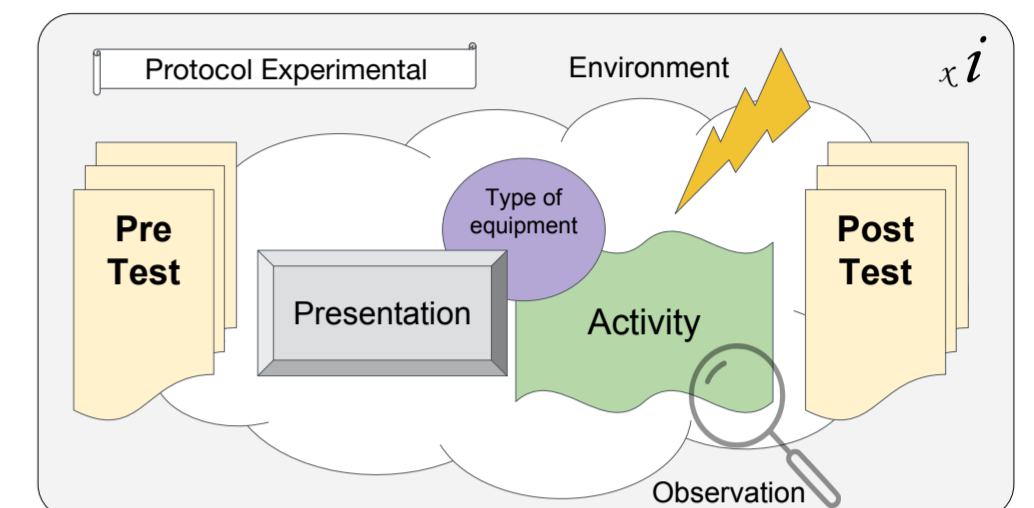 Protocol Experimental
Environment
x i
Pre
Test
Type of
equipment
Presentation
Activity
Post
Test
Observation